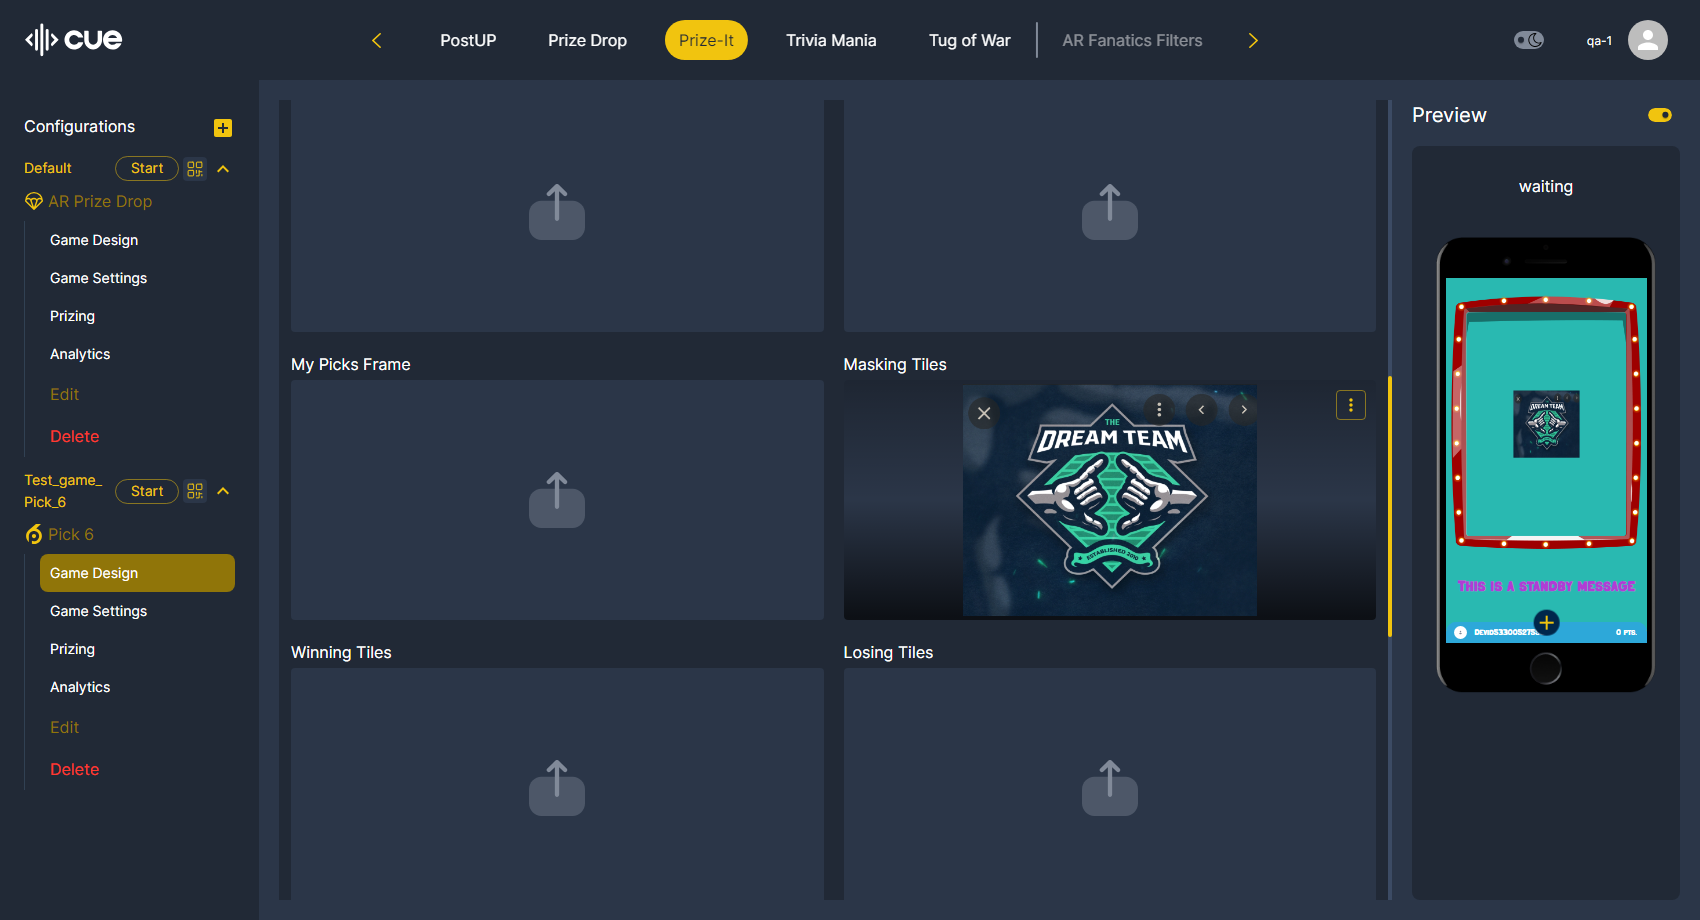 cue
PostUP
Prize Drop
Prize-It
Trivia Mania
Tug of War
AR Fanatics Filters
qa-1
Configurations
Default
Start
AR Prize Drop
Game Design
Game Settings
Prizing
Analytics
Edit
Delete
Test_game_
Pick_6
Start
Pick 6
Game Design
Game Settings
Prizing
Analytics
Edit
Delete
My Picks Frame
Masking Tiles
THE
DREAM TEAM
ESTABLISHED 2010
Winning Tiles
Losing Tiles
Preview
waiting
DREAM TEAM
THIS IS A STANDBY MESSAGE
0 PTS.